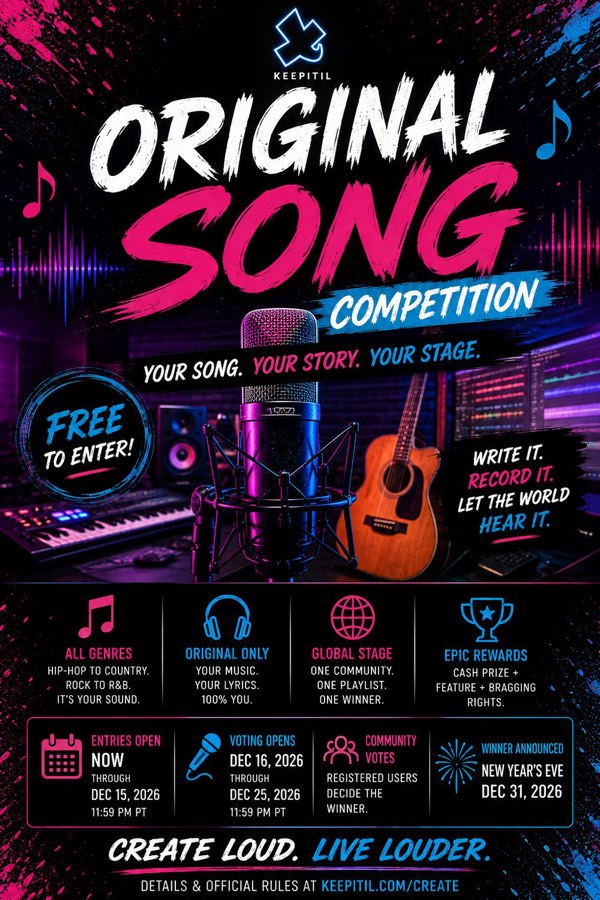 KEEPITIL
ORIGINAL
SONG
COMPETITION
YOUR SONG. YOUR STORY. YOUR STAGE.
FREE
TO ENTER!
WRITE IT.
RECORD IT.
LET THE WORLD
HEAR IT.
ALL GENRES
HIP-HOP TO COUNTRY.
ROCK TO R&B.
IT'S YOUR SOUND.
ORIGINAL ONLY
YOUR MUSIC.
YOUR LYRICS.
100% YOU.
GLOBAL STAGE
ONE COMMUNITY.
ONE PLAYLIST.
ONE WINNER.
EPIC REWARDS
CASH PRIZE +
FEATURE + BRAGGING
RIGHTS.
ENTRIES OPEN
NOW
THROUGH
DEC 15, 2026
11:59 PM PT
VOTING OPENS
DEC 16, 2026
THROUGH
DEC 25, 2026
11:59 PM PT
COMMUNITY
VOTES
REGISTERED USERS
DECIDE THE
WINNER.
WINNER ANNOUNCED
NEW YEAR'S EVE
DEC 31, 2026
CREATE LOUD. LIVE LOUDER.
DETAILS & OFFICIAL RULES AT KEEPITIL.COM/CREATE